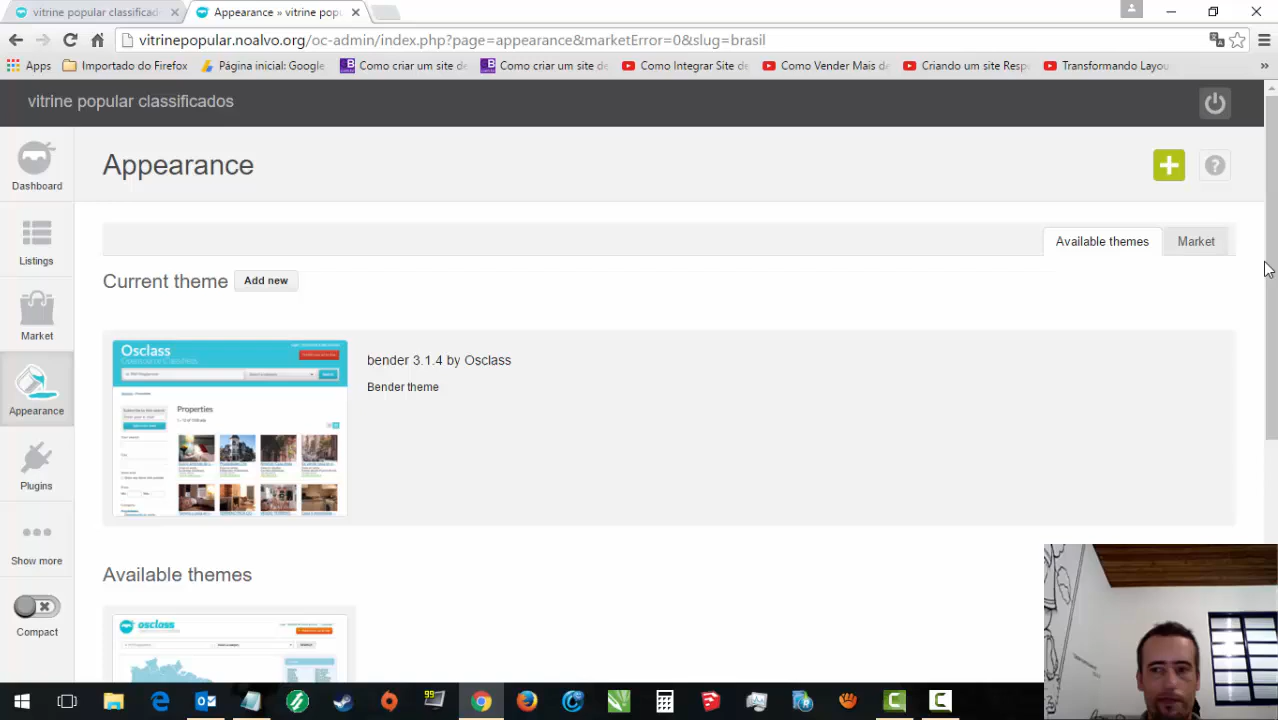 vitrine popular classificad
Appearance » vitrine popu
vitrinepopular.noalvo.org/oc-admin/index.php?page=appearance&marketError=0&slug=brasil
Apps Importado do Firefox Página inicial: Google Como criar um site de Como criar um site de Como Integrar Site de Como Vender Mais de Criando um site Resp Transformando Layou
vitrine popular classificados
Appearance
Dashboard
Listings
Market
Appearance
Plugins
Show more
Compact
Available themes Market
Current theme Add new
Osclass
bender 3.1.4 by Osclass
Bender theme
Properties
Available themes
osclass
99